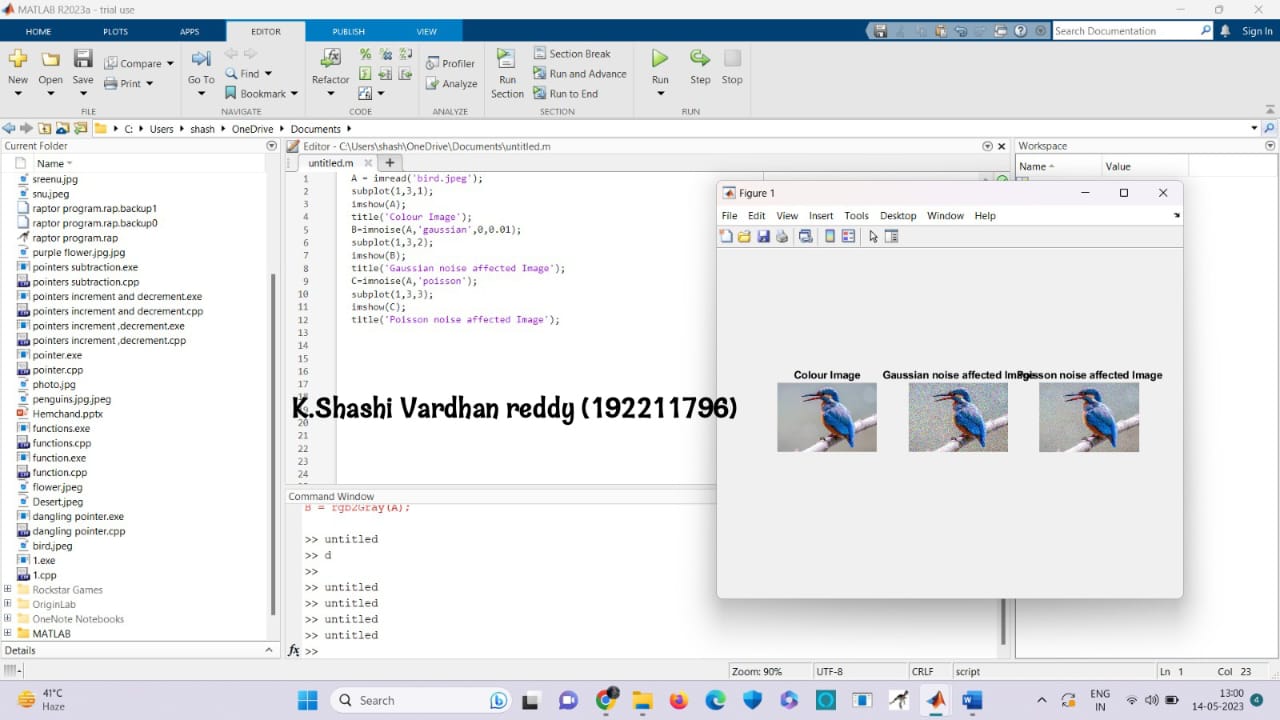 MATLAB R2023a - trial use
HOME PLOTS APPS EDITOR PUBLISH VIEW
Search Documentation Sign In
New Open Save Compare Print
Go To Find Bookmark
Refactor
Profiler Analyze
Run Section Section Break Run and Advance Run to End
Run Step Stop
FILE NAVIGATE CODE ANALYZE SECTION RUN
C: Users shash OneDrive Documents
Current Folder
Name
sreenu.jpg
snu.jpeg
raptor program.rap.backup1
raptor program.rap.backup0
raptor program.rap
purple flower.jpg.jpg
pointers subtraction.exe
pointers subtraction.cpp
pointers increment and decrement.exe
pointers increment and decrement.cpp
pointers increment ,decrement.exe
pointers increment ,decrement.cpp
pointer.exe
pointer.cpp
photo.jpg
penguins.jpg.jpeg
Hemchand.pptx
functions.exe
functions.cpp
function.exe
function.cpp
flower.jpeg
Desert.jpeg
dangling pointer.exe
dangling pointer.cpp
bird.jpeg
1.exe
1.cpp
Rockstar Games
OriginLab
OneNote Notebooks
MATLAB
Details
Editor - C:\Users\shash\OneDrive\Documents\untitled.m
untitled.m
1 A = imread('bird.jpeg');
2 subplot(1,3,1);
3 imshow(A);
4 title('Colour Image');
5 B=imnoise(A,'gaussian',0,0.01);
6 subplot(1,3,2);
7 imshow(B);
8 title('Gaussian noise affected Image');
9 C=imnoise(A,'poisson');
10 subplot(1,3,3);
11 imshow(C);
12 title('Poisson noise affected Image');
13
14
15
16
17
18
K.Shashi Vardhan reddy (192211796)
20
21
22
23
24
Command Window
B = rgb2Gray(A);
>> untitled
>> d
>>
>> untitled
>> untitled
>> untitled
>> untitled
fx >>
Workspace
Name Value
Figure 1
File Edit View Insert Tools Desktop Window Help
Colour Image
Gaussian noise affected Image
Poisson noise affected Image
Zoom: 90% UTF-8 CRLF script Ln 1 Col 23
41°C
Haze
Search
ENG
IN
13:00
14-05-2023
4